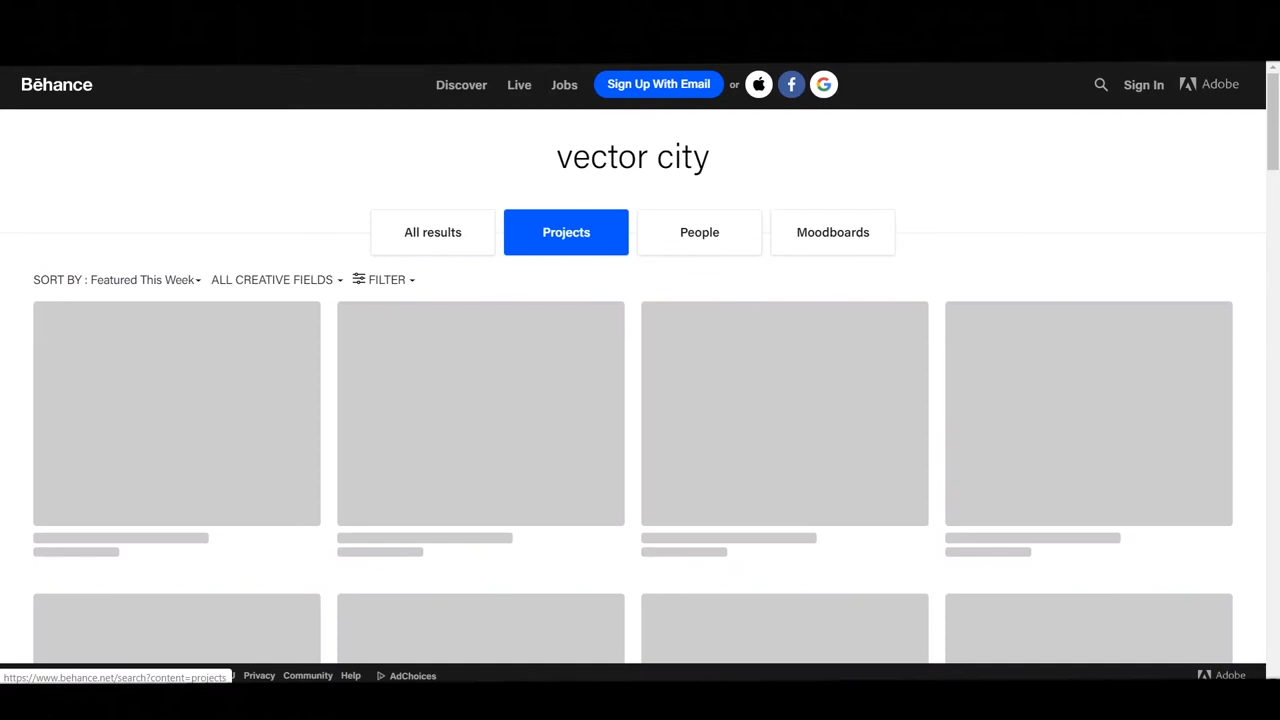 Bēhance
Discover Live Jobs Sign Up With Email or
Sign In Adobe
vector city
All results Projects People Moodboards
SORT BY : Featured This Week ALL CREATIVE FIELDS FILTER
https://www.behance.net/search?content=projects
Privacy Community Help AdChoices Adobe